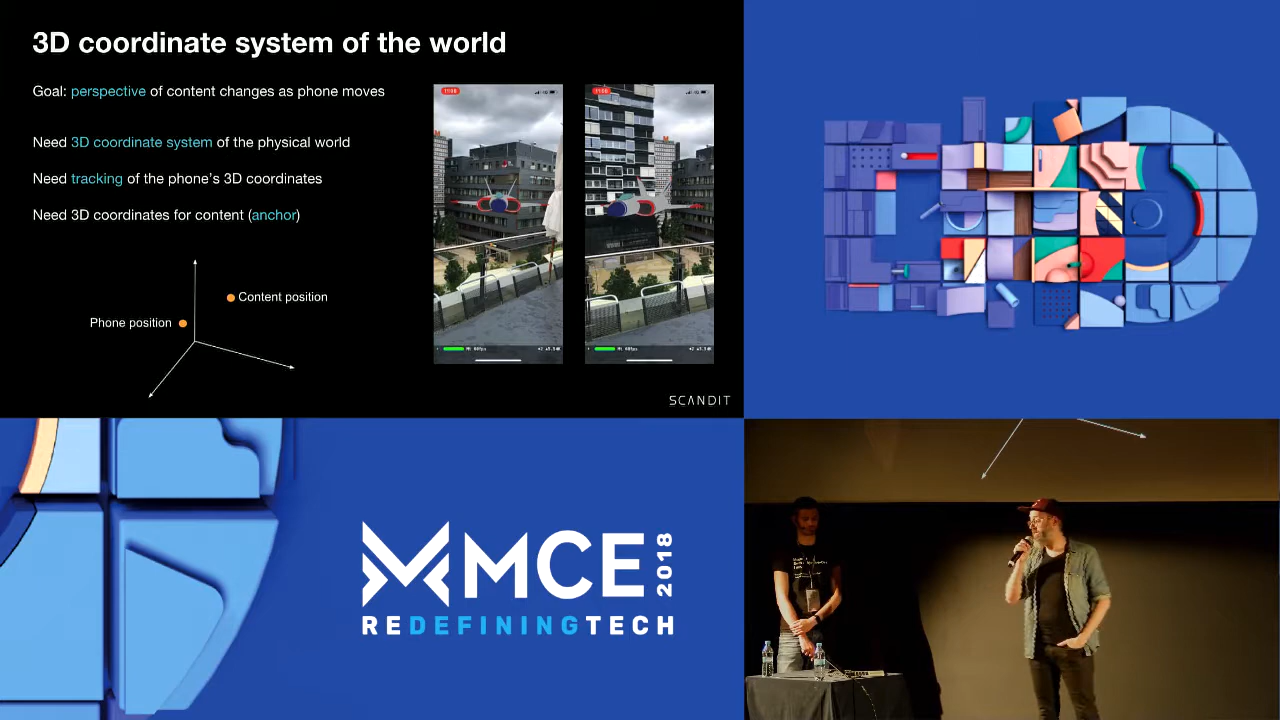 3D coordinate system of the world
Goal: perspective of content changes as phone moves
Need 3D coordinate system of the physical world
Need tracking of the phone's 3D coordinates
Need 3D coordinates for content (anchor)
Content position
Phone position
SCANDIT
MCE 2018
REDEFININGTECH